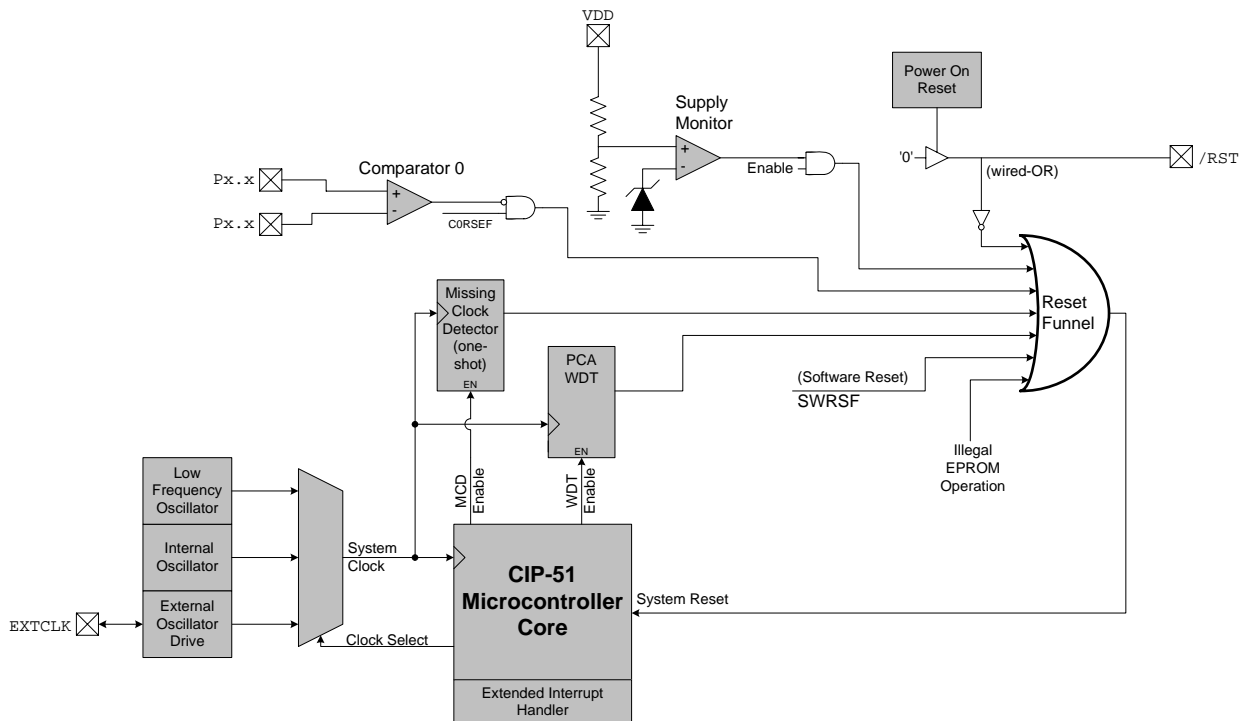 VDD
Power On
Reset
Supply
Monitor
+
-
Enable
'0'
(wired-OR)
/RST
Comparator 0
Px.x
Px.x
+
-
C0RSEF
Missing
Clock
Detector
(one-
shot)
EN
PCA
WDT
EN
Reset
Funnel
(Software Reset)
SWRSF
Illegal
EPROM
Operation
MCD
Enable
WDT
Enable
Low
Frequency
Oscillator
Internal
Oscillator
External
Oscillator
Drive
EXTCLK
System
Clock
Clock Select
CIP-51
Microcontroller
Core
System Reset
Extended Interrupt
Handler